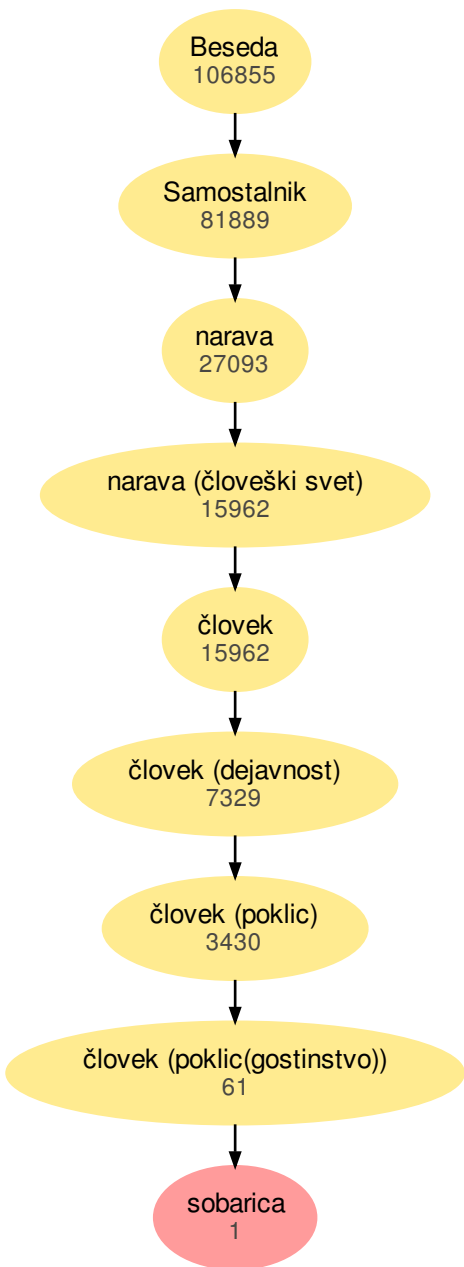 Beseda
106855
Samostalnik
81889
narava
27093
narava (človeški svet)
15962
človek
15962
človek (dejavnost)
7329
človek (poklic)
3430
človek (poklic(gostinstvo))
61
sobarica
1